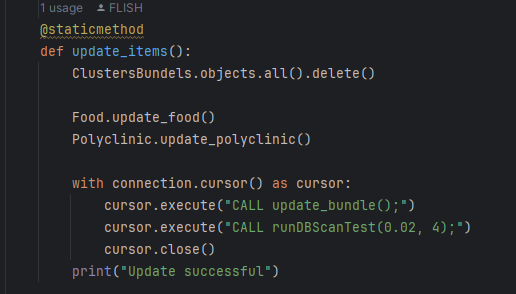 1 usage FLISH
@staticmethod
def update_items():
    ClustersBundels.objects.all().delete()
    Food.update_food()
    Polyclinic.update_polyclinic()
    with connection.cursor() as cursor:
        cursor.execute("CALL update_bundle();")
        cursor.execute("CALL runDBScanTest(0.02, 4);")
        cursor.close()
    print("Update successful")